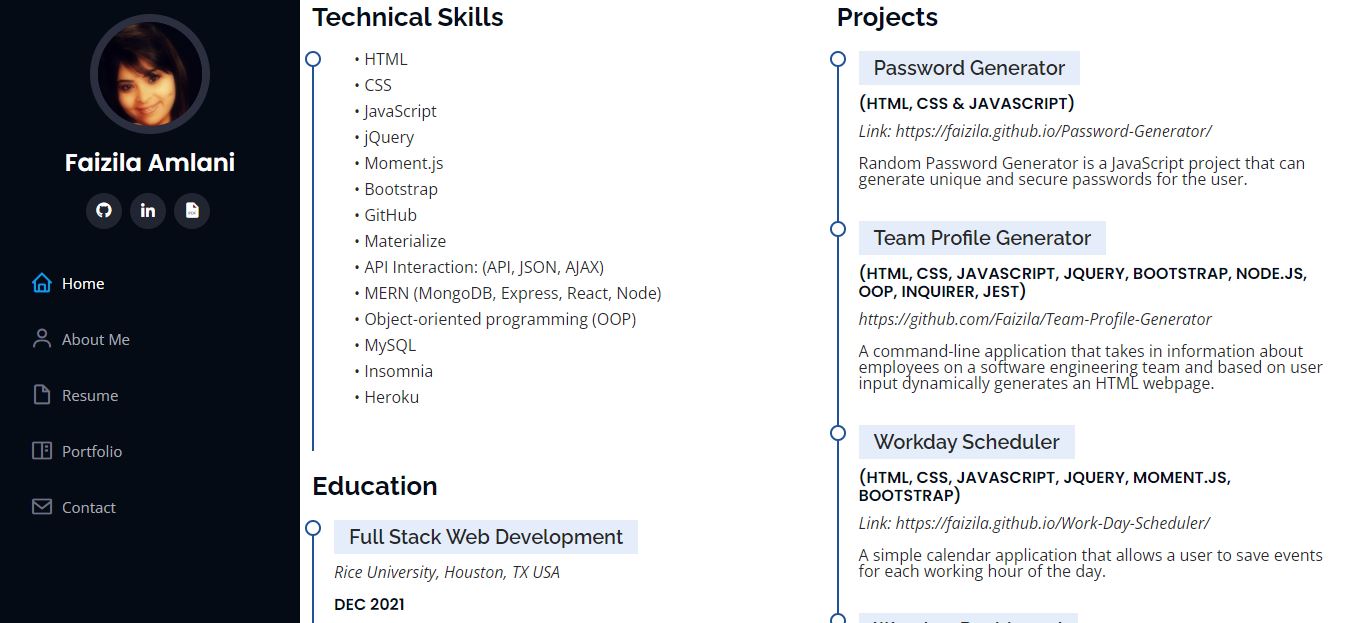 Faizila Amlani
Home
About Me
Resume
Portfolio
Contact
Technical Skills
• HTML
• CSS
• JavaScript
• jQuery
• Moment.js
• Bootstrap
• GitHub
• Materialize
• API Interaction: (API, JSON, AJAX)
• MERN (MongoDB, Express, React, Node)
• Object-oriented programming (OOP)
• MySQL
• Insomnia
• Heroku
Education
Full Stack Web Development
Rice University, Houston, TX USA
DEC 2021
Projects
Password Generator
(HTML, CSS & JAVASCRIPT)
Link: https://faizila.github.io/Password-Generator/
Random Password Generator is a JavaScript project that can
generate unique and secure passwords for the user.
Team Profile Generator
(HTML, CSS, JAVASCRIPT, JQUERY, BOOTSTRAP, NODE.JS,
OOP, INQUIRER, JEST)
https://github.com/Faizila/Team-Profile-Generator
A command-line application that takes in information about
employees on a software engineering team and based on user
input dynamically generates an HTML webpage.
Workday Scheduler
(HTML, CSS, JAVASCRIPT, JQUERY, MOMENT.JS,
BOOTSTRAP)
Link: https://faizila.github.io/Work-Day-Scheduler/
A simple calendar application that allows a user to save events
for each working hour of the day.